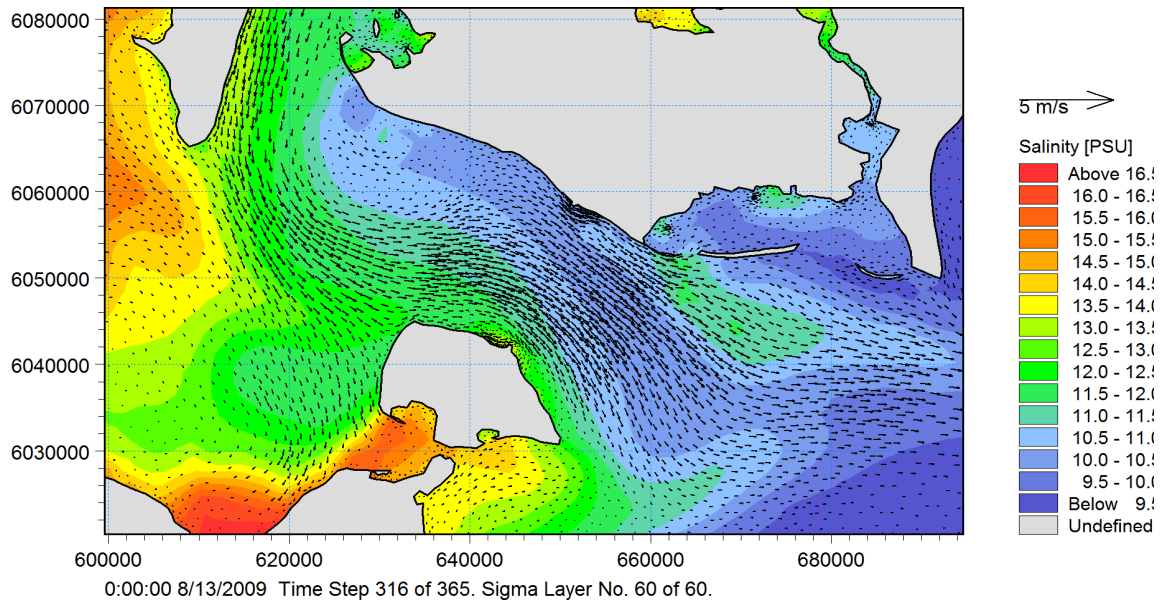 6080000
6070000
6060000
6050000
6040000
6030000
600000 620000 640000 660000 680000
0:00:00 8/13/2009 Time Step 316 of 365. Sigma Layer No. 60 of 60.
5 m/s
Salinity [PSU]
Above 16.5
16.0 - 16.5
15.5 - 16.0
15.0 - 15.5
14.5 - 15.0
14.0 - 14.5
13.5 - 14.0
13.0 - 13.5
12.5 - 13.0
12.0 - 12.5
11.5 - 12.0
11.0 - 11.5
10.5 - 11.0
10.0 - 10.5
9.5 - 10.0
Below 9.5
Undefined